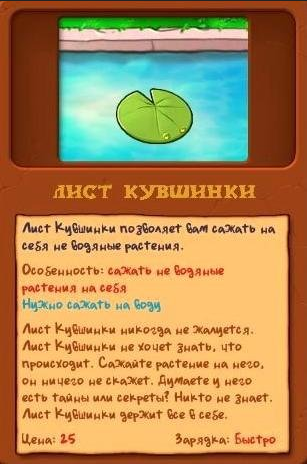 ЛИСТ КУВШИНКИ
Лист Кувшинки позволяет вам сажать на
себя не водяные растения.
Особенность: сажать не водяные
растения на себя
Нужно сажать на воду
Лист Кувшинки никогда не жалуется.
Лист Кувшинки не хочет знать, что
происходит. Сажайте растение на него,
он ничего не скажет. Думаете у него
есть тайны или секреты? Никто не знает.
Лист Кувшинки держит все в себе.
Цена: 25 Зарядка: Быстро